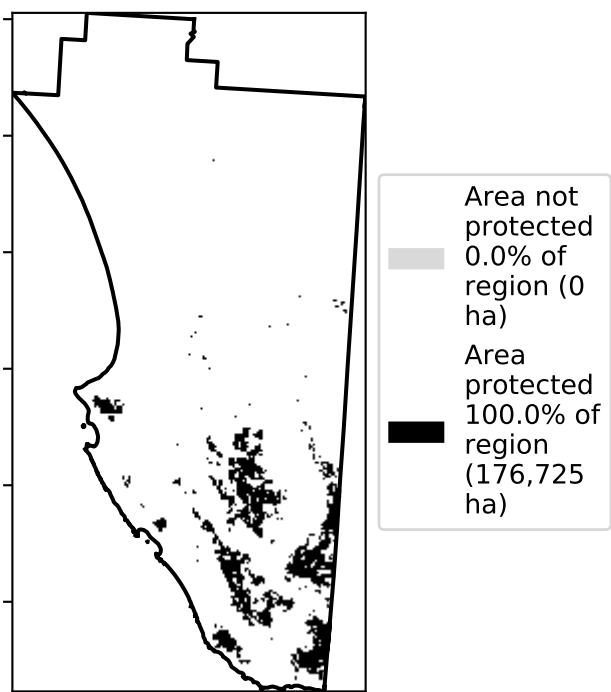 Area not
protected
0.0% of
region (0
ha)
Area
protected
100.0% of
region
(176,725
ha)